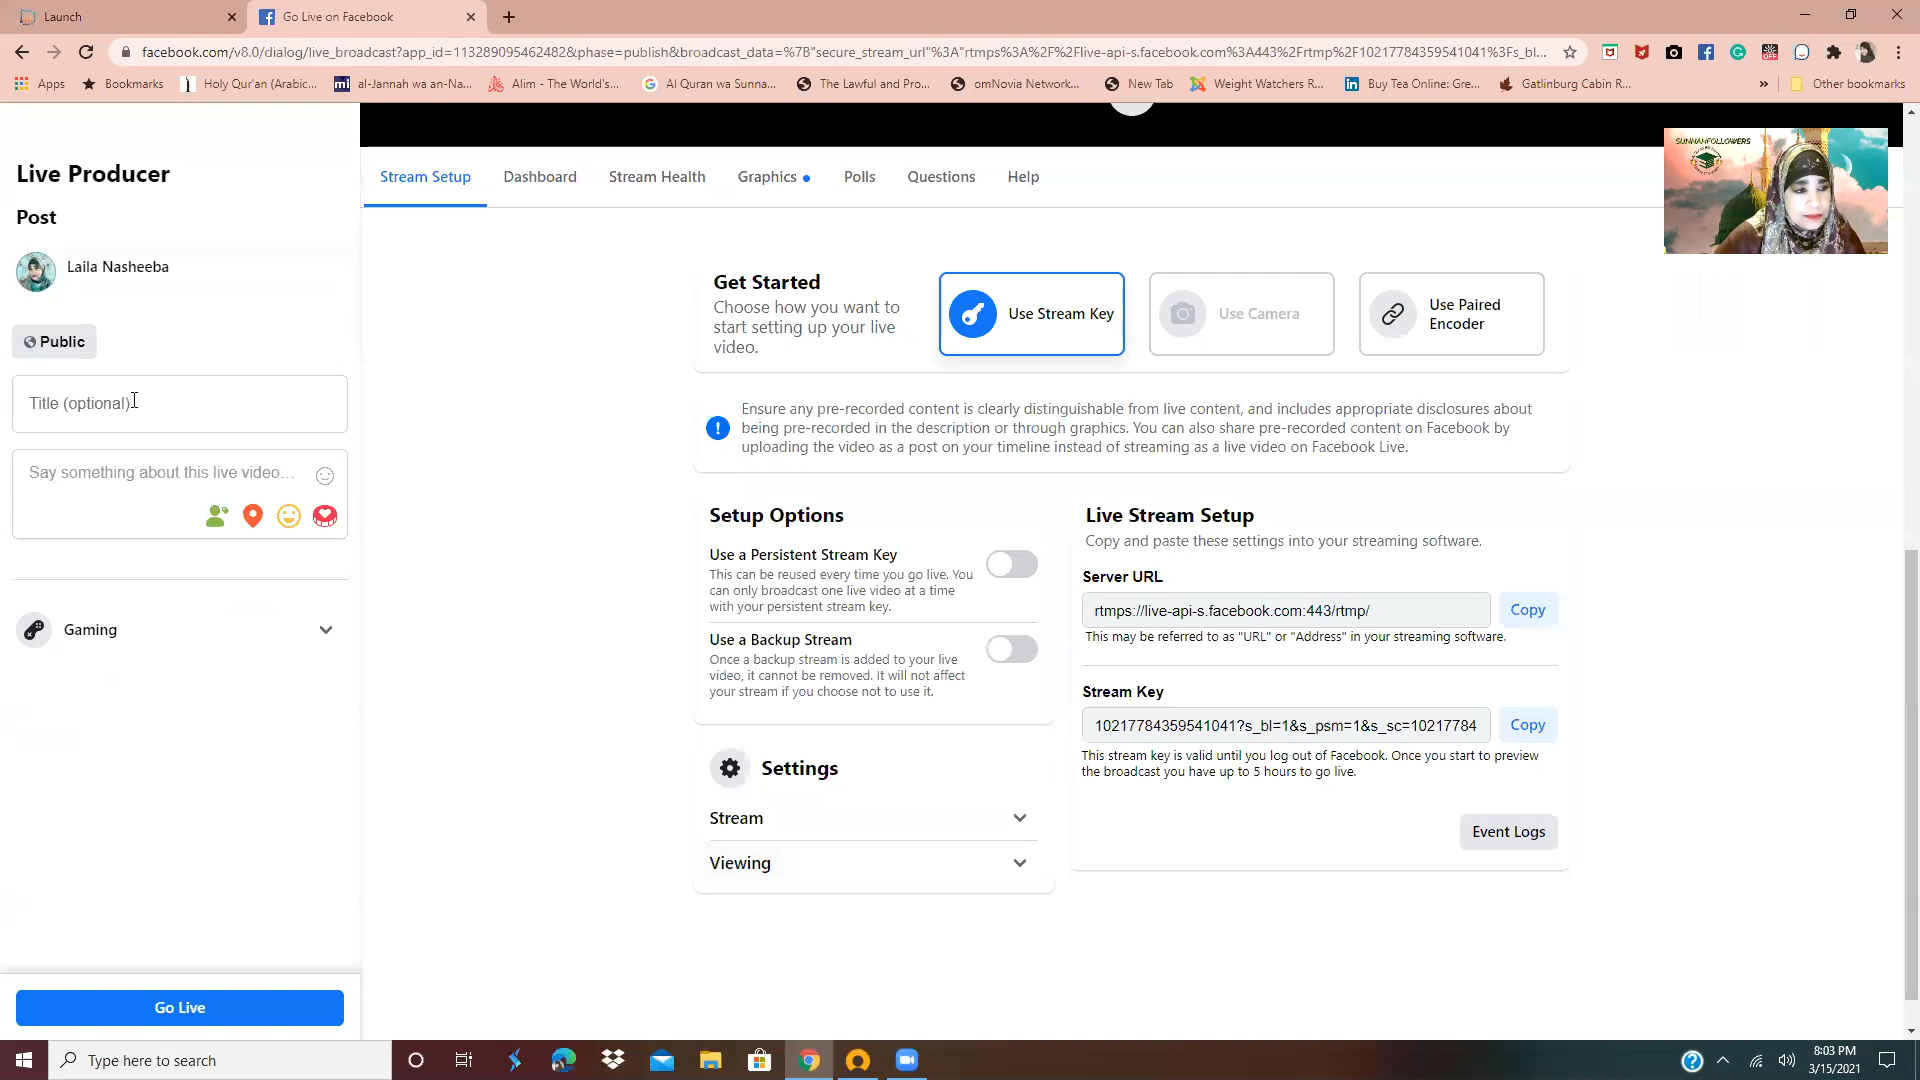 Launch
Go Live on Facebook
facebook.com/v8.0/dialog/live_broadcast?app_id=113289095462482&phase=publish&broadcast_data=%7B"secure_stream_url"%3A"rtmps%3A%2F%2Flive-api-s.facebook.com%3A443%2Frtmp%2F10217784359541041%3Fs_bl...
Apps
Bookmarks
Holy Qur'an (Arabic...
al-Jannah wa an-Na...
Alim - The World's...
Al Quran wa Sunna...
The Lawful and Pro...
omNovia Network...
New Tab
Weight Watchers R...
Buy Tea Online: Gre...
Gatlinburg Cabin R...
»
Other bookmarks
SUNNAHFOLLOWERS
Live Producer
Post
Laila Nasheeba
Public
Title (optional)
Say something about this live video...
Gaming
Go Live
Stream Setup
Dashboard
Stream Health
Graphics
Polls
Questions
Help
Get Started
Choose how you want to
start setting up your live
video.
Use Stream Key
Use Camera
Use Paired
Encoder
Ensure any pre-recorded content is clearly distinguishable from live content, and includes appropriate disclosures about
being pre-recorded in the description or through graphics. You can also share pre-recorded content on Facebook by
uploading the video as a post on your timeline instead of streaming as a live video on Facebook Live.
Setup Options
Use a Persistent Stream Key
This can be reused every time you go live. You
can only broadcast one live video at a time
with your persistent stream key.
Use a Backup Stream
Once a backup stream is added to your live
video, it cannot be removed. It will not affect
your stream if you choose not to use it.
Settings
Stream
Viewing
Live Stream Setup
Copy and paste these settings into your streaming software.
Server URL
rtmps://live-api-s.facebook.com:443/rtmp/
Copy
This may be referred to as "URL" or "Address" in your streaming software.
Stream Key
10217784359541041?s_bl=1&s_psm=1&s_sc=10217784
Copy
This stream key is valid until you log out of Facebook. Once you start to preview
the broadcast you have up to 5 hours to go live.
Event Logs
Type here to search
8:03 PM
3/15/2021